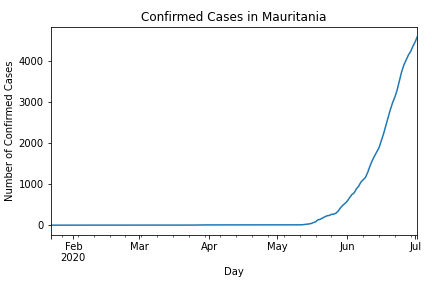 Confirmed Cases in Mauritania
Number of Confirmed Cases
4000
3000
2000
1000
0
Feb Mar Apr May Jun Jul
2020
Day